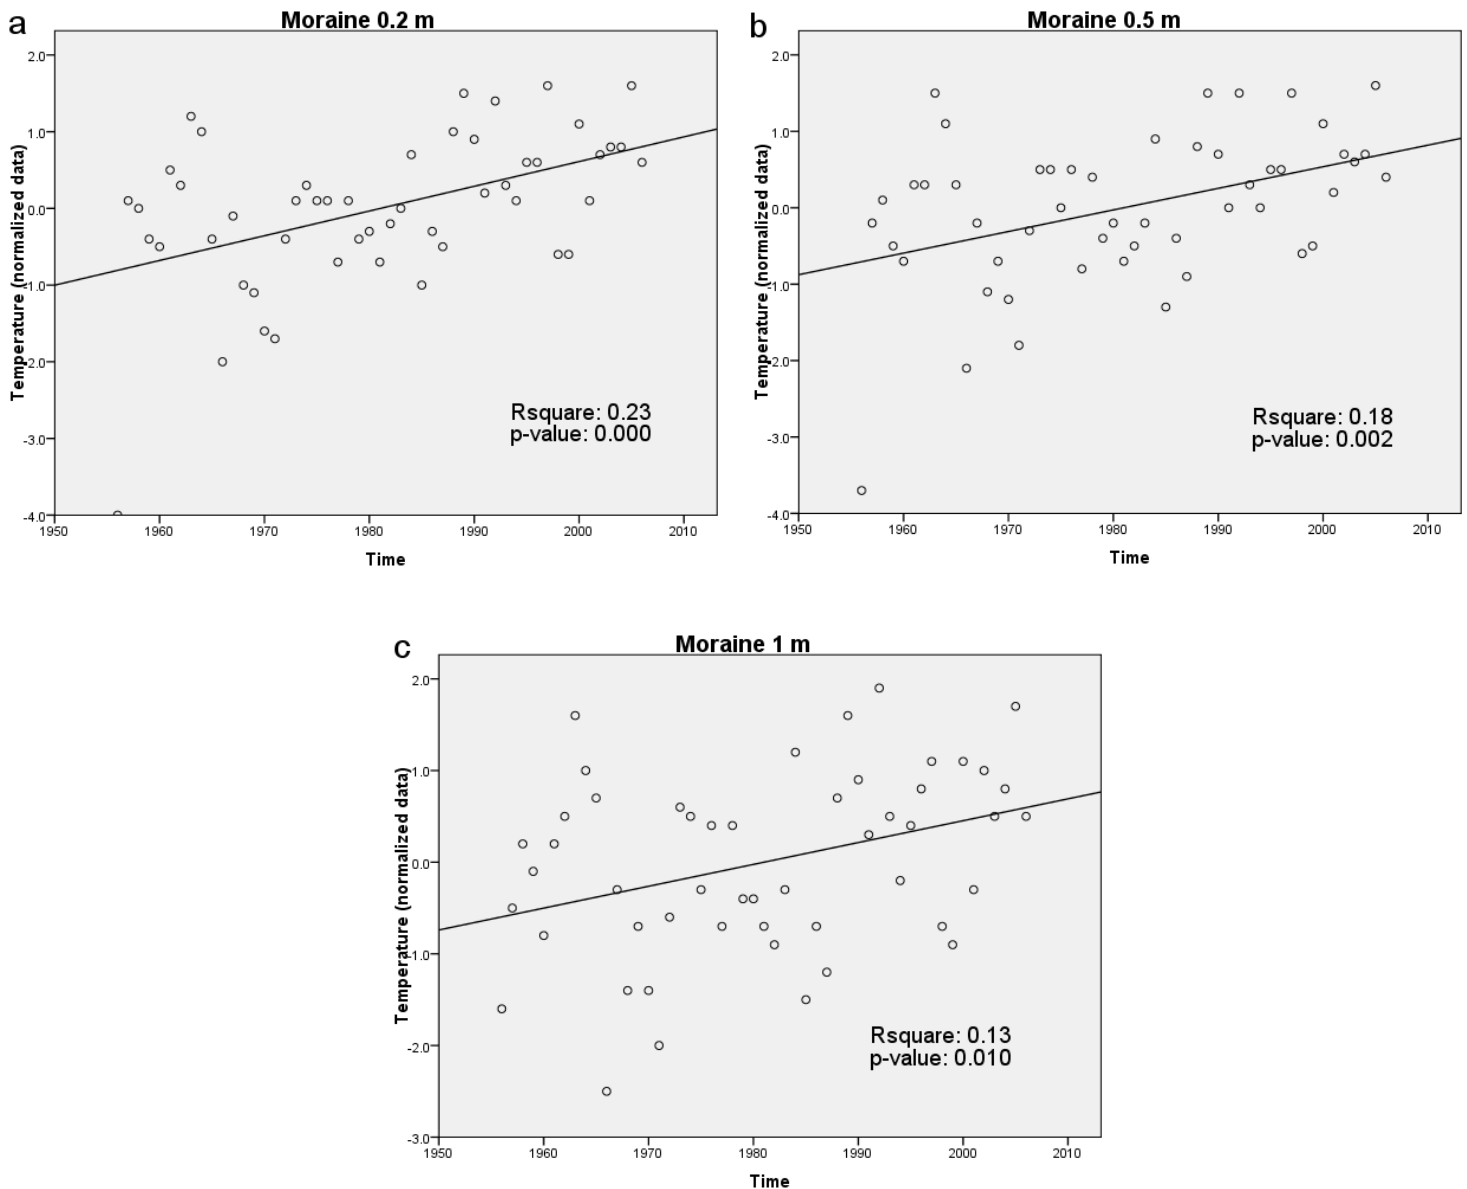 a
Moraine 0.2 m
Temperature (normalized data)
2.0
1.0
0.0
-1.0
-2.0
-3.0
-4.0
1950 1960 1970 1980 1990 2000 2010
Time
Rsquare: 0.23
p-value: 0.000
b
Moraine 0.5 m
Temperature (normalized data)
2.0
1.0
0.0
-1.0
-2.0
-3.0
-4.0
1950 1960 1970 1980 1990 2000 2010
Time
Rsquare: 0.18
p-value: 0.002
c
Moraine 1 m
Temperature (normalized data)
2.0
1.0
0.0
-1.0
-2.0
-3.0
1950 1960 1970 1980 1990 2000 2010
Time
Rsquare: 0.13
p-value: 0.010